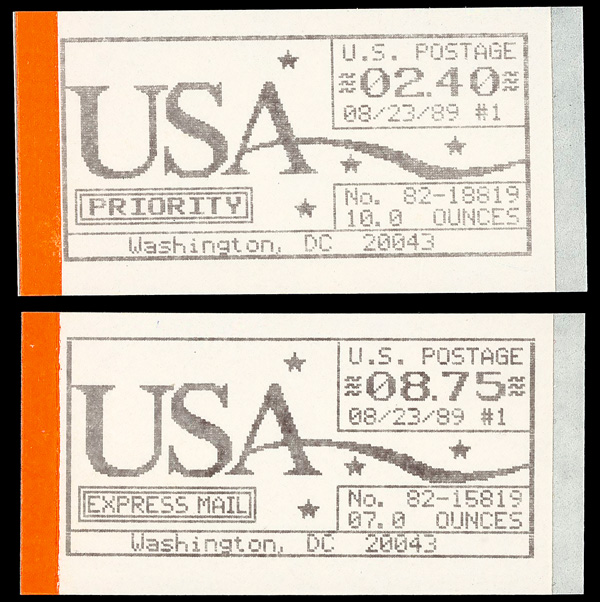 U.S. POSTAGE
≈02.40≈
08/23/89 #1
USA
PRIORITY
No. 82-18819
10.0 OUNCES
Washington, DC 20043
U.S. POSTAGE
≈08.75≈
08/23/89 #1
USA
EXPRESS MAIL
No. 82-15819
07.0 OUNCES
Washington, DC 20043